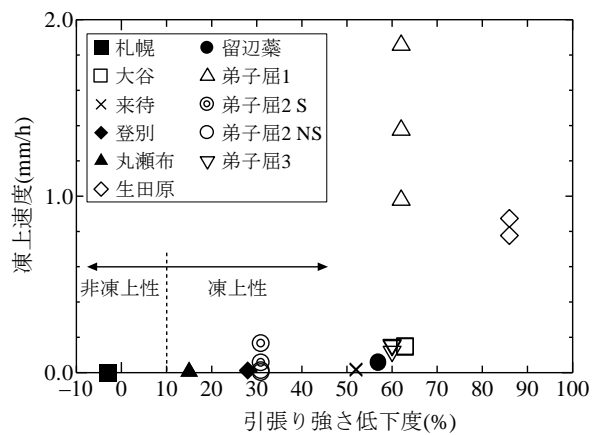 2.0
札幌
留辺薬
大谷
弟子屈1
来待
弟子屈2 S
登別
弟子屈2 NS
丸瀬布
弟子屈3
生田原
凍上速度(mm/h)
1.0
非凍上性
凍上性
0.0
−10 0 10 20 30 40 50 60 70 80 90 100
引張り強さ低下度(%)